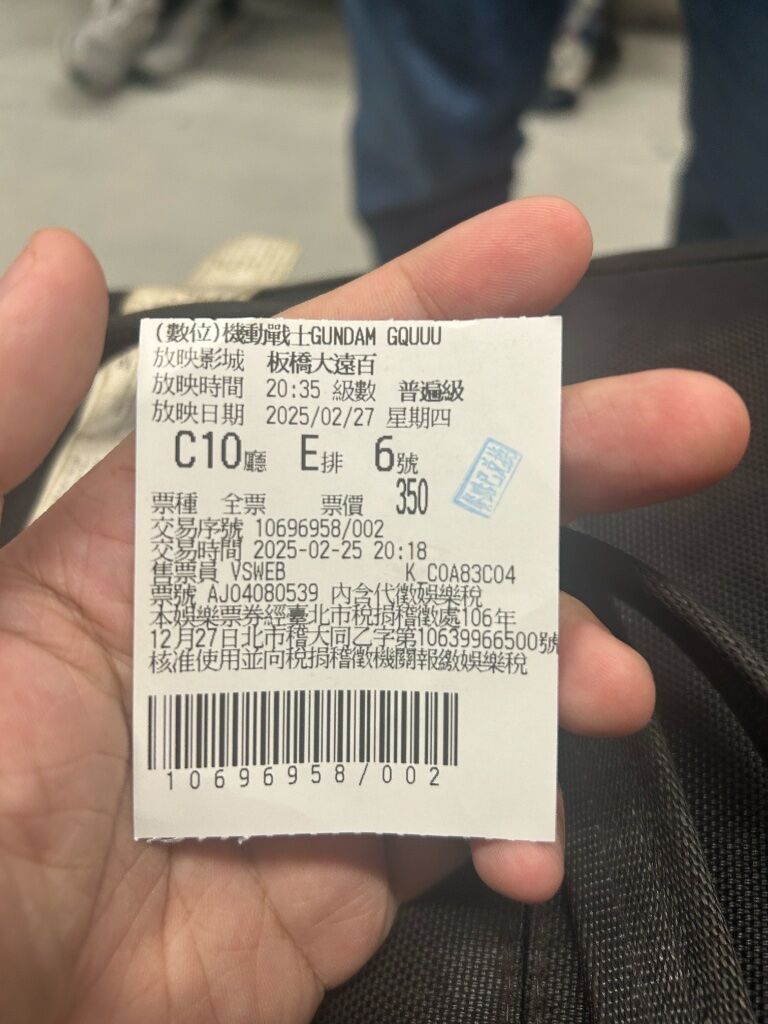 (數位)機動戰士GUNDAM GQUUU
放映影城 板橋大遠百
放映時間 20:35 級數 普遍級
放映日期 2025/02/27 星期四
C10廳 E排 6號
票種 全票 票價 350
交易序號 10696958/002
交易時間 2025-02-25 20:18
售票員 VSWEB K_C0A83C04
票號 AJ04080539 內含代徵娛樂稅
本娛樂票券經臺北市稅捐稽徵處106年
12月27日北市稽大同乙字第10639966500號
核准使用並向稅捐稽徵機關報繳娛樂稅
10696958/002